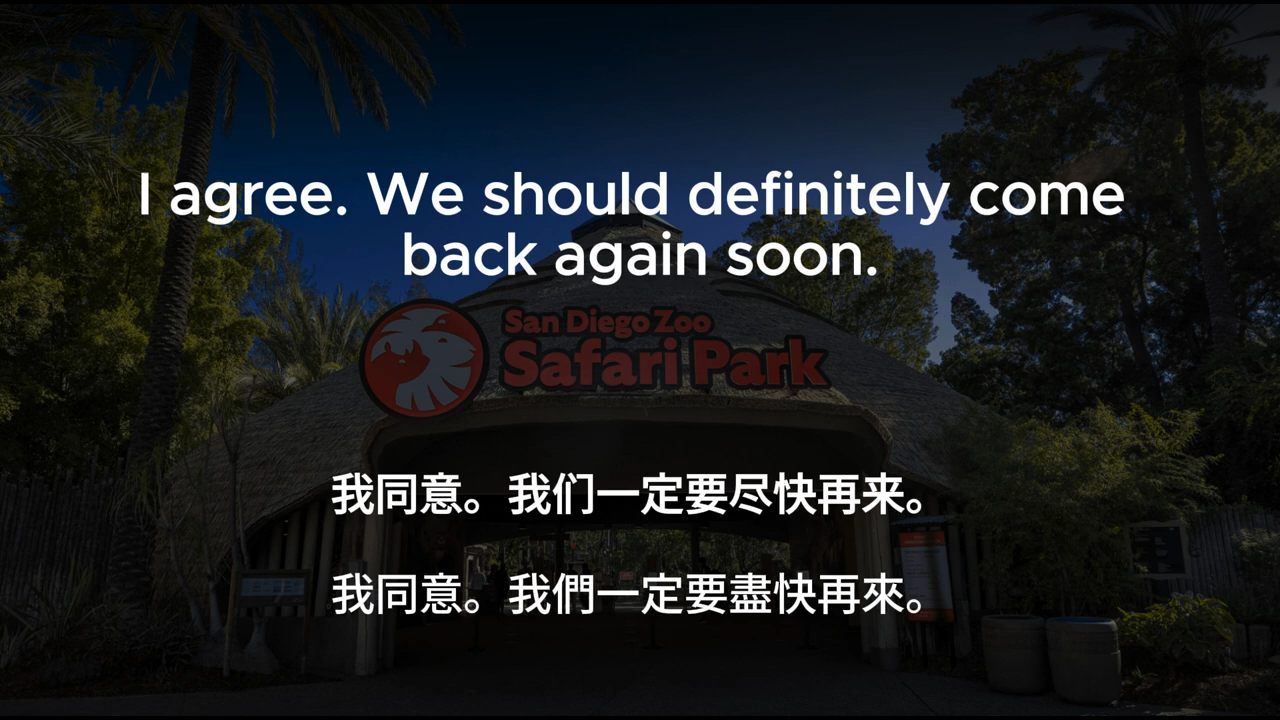 I agree. We should definitely come
back again soon.
San Diego Zoo
Safari Park
我同意。我们一定要尽快再来。
我同意。我們一定要盡快再來。